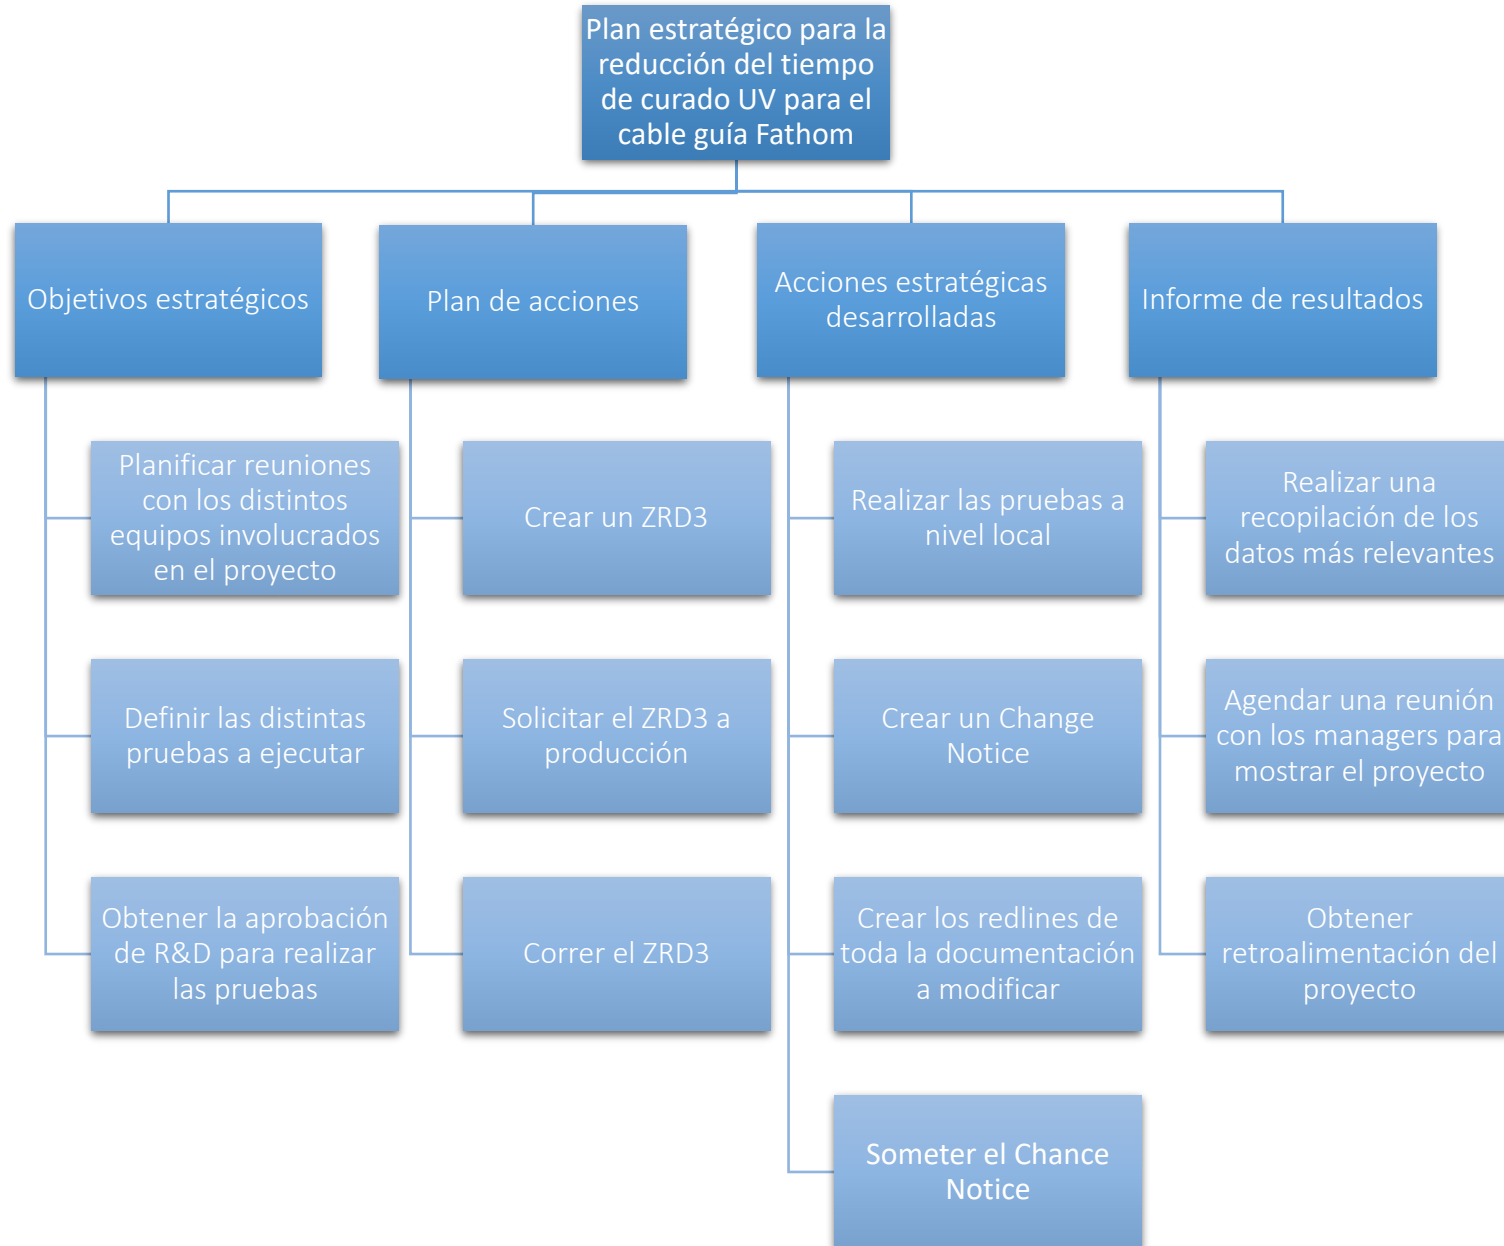 Plan estratégico para la
reducción del tiempo
de curado UV para el
cable guía Fathom
Objetivos estratégicos
Plan de acciones
Acciones estratégicas
desarrolladas
Informe de resultados
Planificar reuniones
con los distintos
equipos involucrados
en el proyecto
Definir las distintas
pruebas a ejecutar
Obtener la aprobación
de R&D para realizar
las pruebas
Crear un ZRD3
Solicitar el ZRD3 a
producción
Correr el ZRD3
Realizar las pruebas a
nivel local
Crear un Change
Notice
Crear los redlines de
toda la documentación
a modificar
Someter el Chance
Notice
Realizar una
recopilación de los
datos más relevantes
Agendar una reunión
con los managers para
mostrar el proyecto
Obtener
retroalimentación del
proyecto